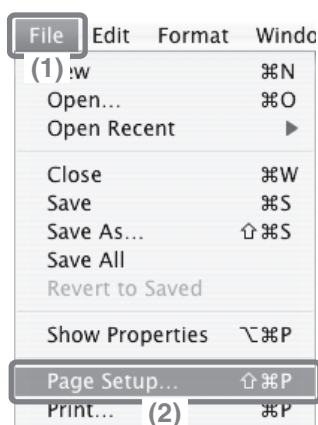 File Edit Format Windo
(1) ew ⌘N
Open... ⌘O
Open Recent ▶
Close ⌘W
Save ⌘S
Save As... ⇧⌘S
Save All
Revert to Saved
Show Properties ⌥⌘P
Page Setup... ⇧⌘P
Print... (2) ⌘P